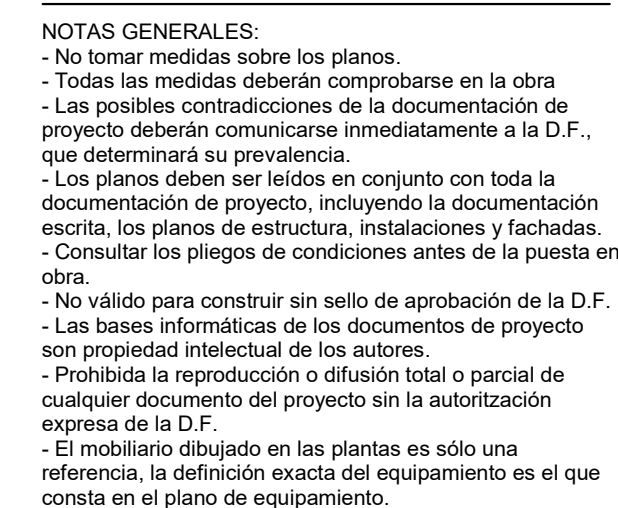 NOTAS GENERALES:
- No tomar medidas sobre los planos.
- Todas las medidas deberán comprobarse en la obra
- Las posibles contradicciones de la documentación de
proyecto deberán comunicarse inmediatamente a la D.F.,
que determinará su prevalencia.
- Los planos deben ser leídos en conjunto con toda la
documentación de proyecto, incluyendo la documentación
escrita, los planos de estructura, instalaciones y fachadas.
- Consultar los pliegos de condiciones antes de la puesta en
obra.
- No válido para construir sin sello de aprobación de la D.F.
- Las bases informáticas de los documentos de proyecto
son propiedad intelectual de los autores.
- Prohibida la reproducción o difusión total o parcial de
cualquier documento del proyecto sin la autoritzación
expresa de la D.F.
- El mobiliario dibujado en las plantas es sólo una
referencia, la definición exacta del equipamiento es el que
consta en el plano de equipamiento.